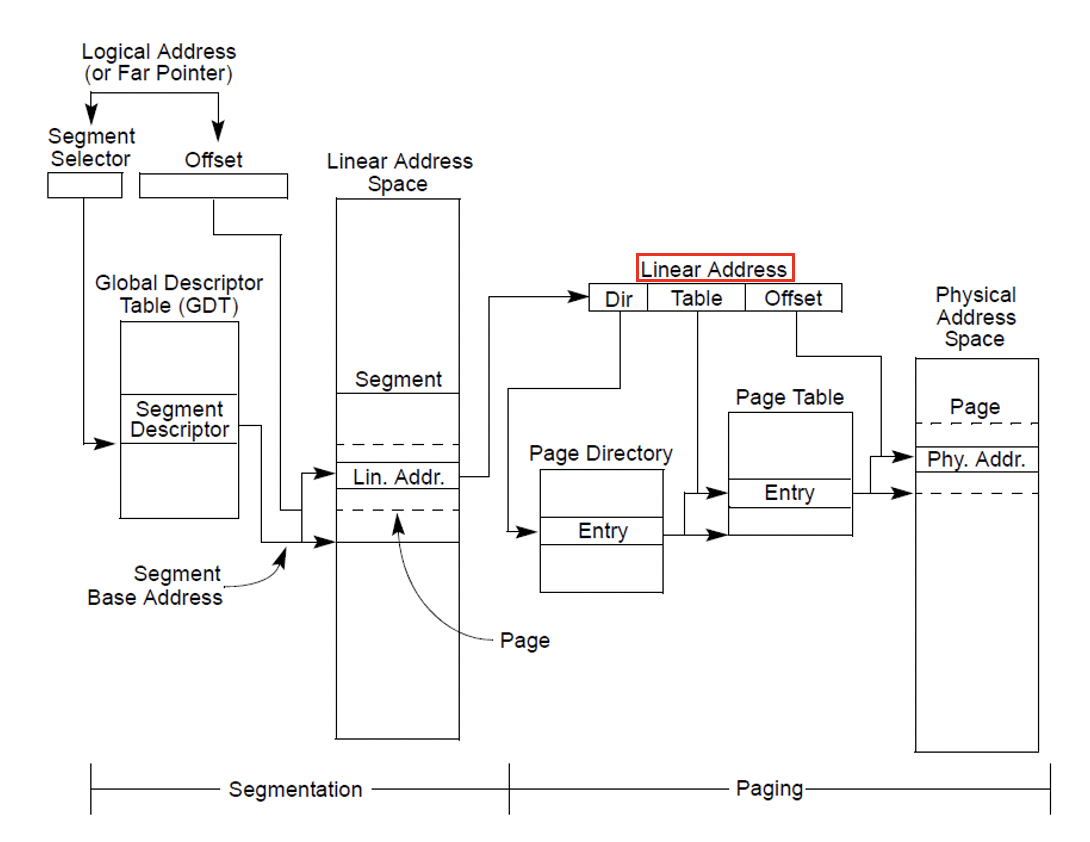 Logical Address
(or Far Pointer)
Segment
Selector
Offset
Linear Address
Space
Global Descriptor
Table (GDT)
Segment
Descriptor
Segment
Base Address
Segment
Lin. Addr.
Page
Linear Address
Dir
Table
Offset
Page Directory
Entry
Page Table
Entry
Physical
Address
Space
Page
Phy. Addr.
Segmentation
Paging